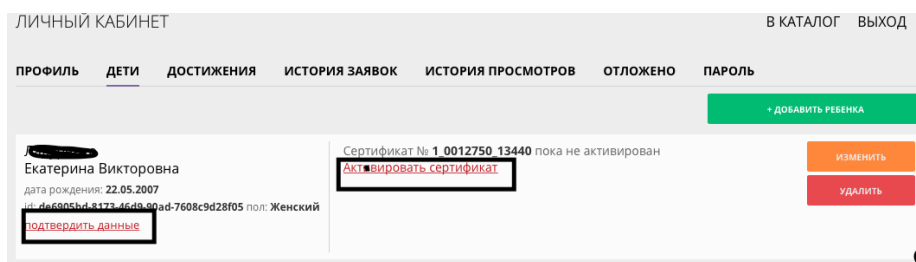 ЛИЧНЫЙ КАБИНЕТ
В КАТАЛОГ ВЫХОД
ПРОФИЛЬ ДЕТИ ДОСТИЖЕНИЯ ИСТОРИЯ ЗАЯВОК ИСТОРИЯ ПРОСМОТРОВ ОТЛОЖЕНО ПАРОЛЬ
+ ДОБАВИТЬ РЕБЕНКА
Екатерина Викторовна
дата рождения: 22.05.2007
id: de6905bd-8173-46d9-90ad-7608c9d28f05 пол: Женский
подтвердить данные
Сертификат № 1_0012750_13440 пока не активирован
Активировать сертификат
ИЗМЕНИТЬ
УДАЛИТЬ